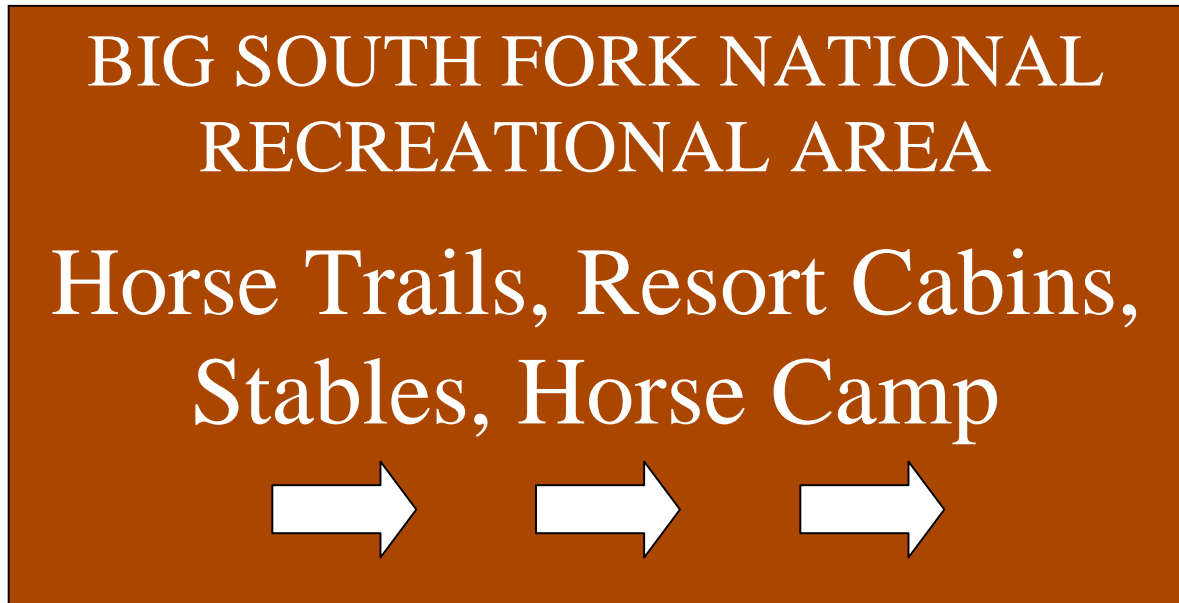 BIG SOUTH FORK NATIONAL
RECREATIONAL AREA
Horse Trails, Resort Cabins,
Stables, Horse Camp